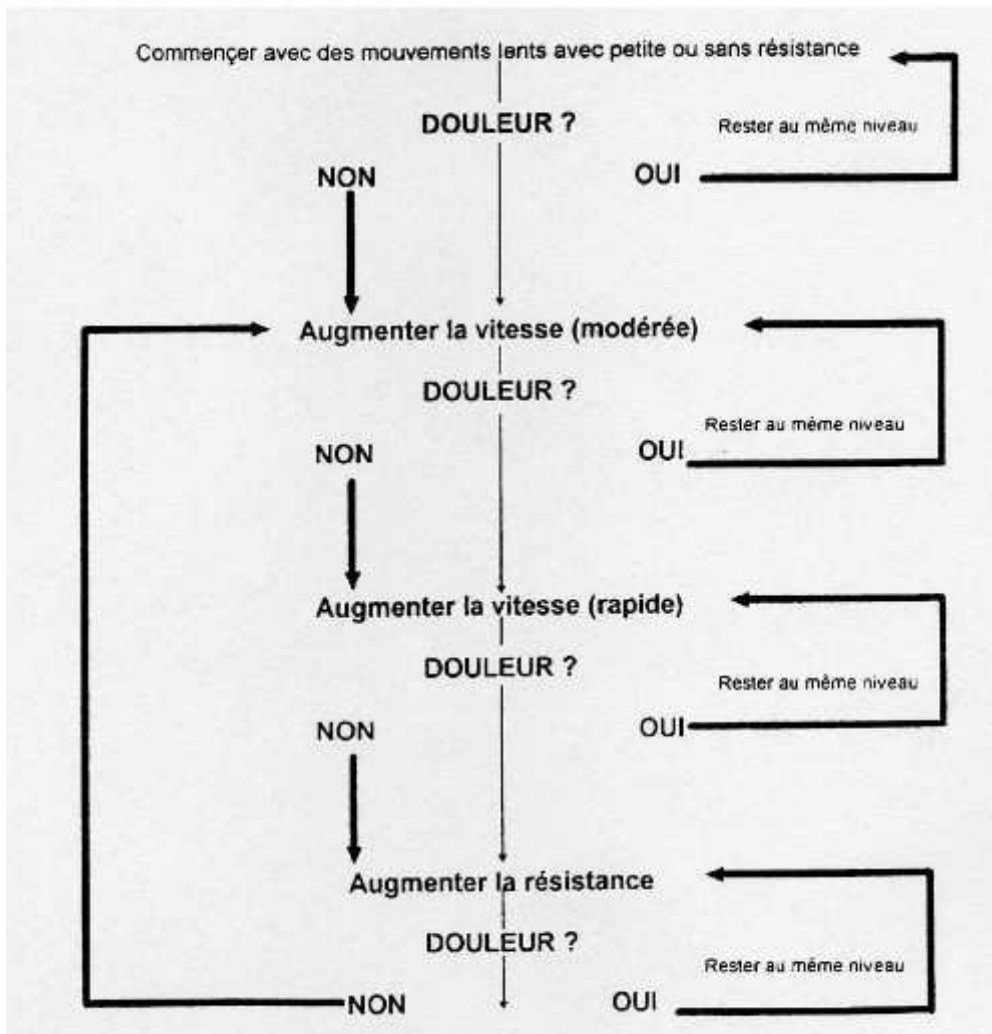 Commençer avec des mouvements lents avec petite ou sans résistance
DOULEUR ?
Rester au même niveau
NON
OUI
Augmenter la vitesse (modérée)
DOULEUR ?
Rester au même niveau
NON
OUI
Augmenter la vitesse (rapide)
DOULEUR ?
Rester au même niveau
NON
OUI
Augmenter la résistance
DOULEUR ?
Rester au même niveau
NON
OUI